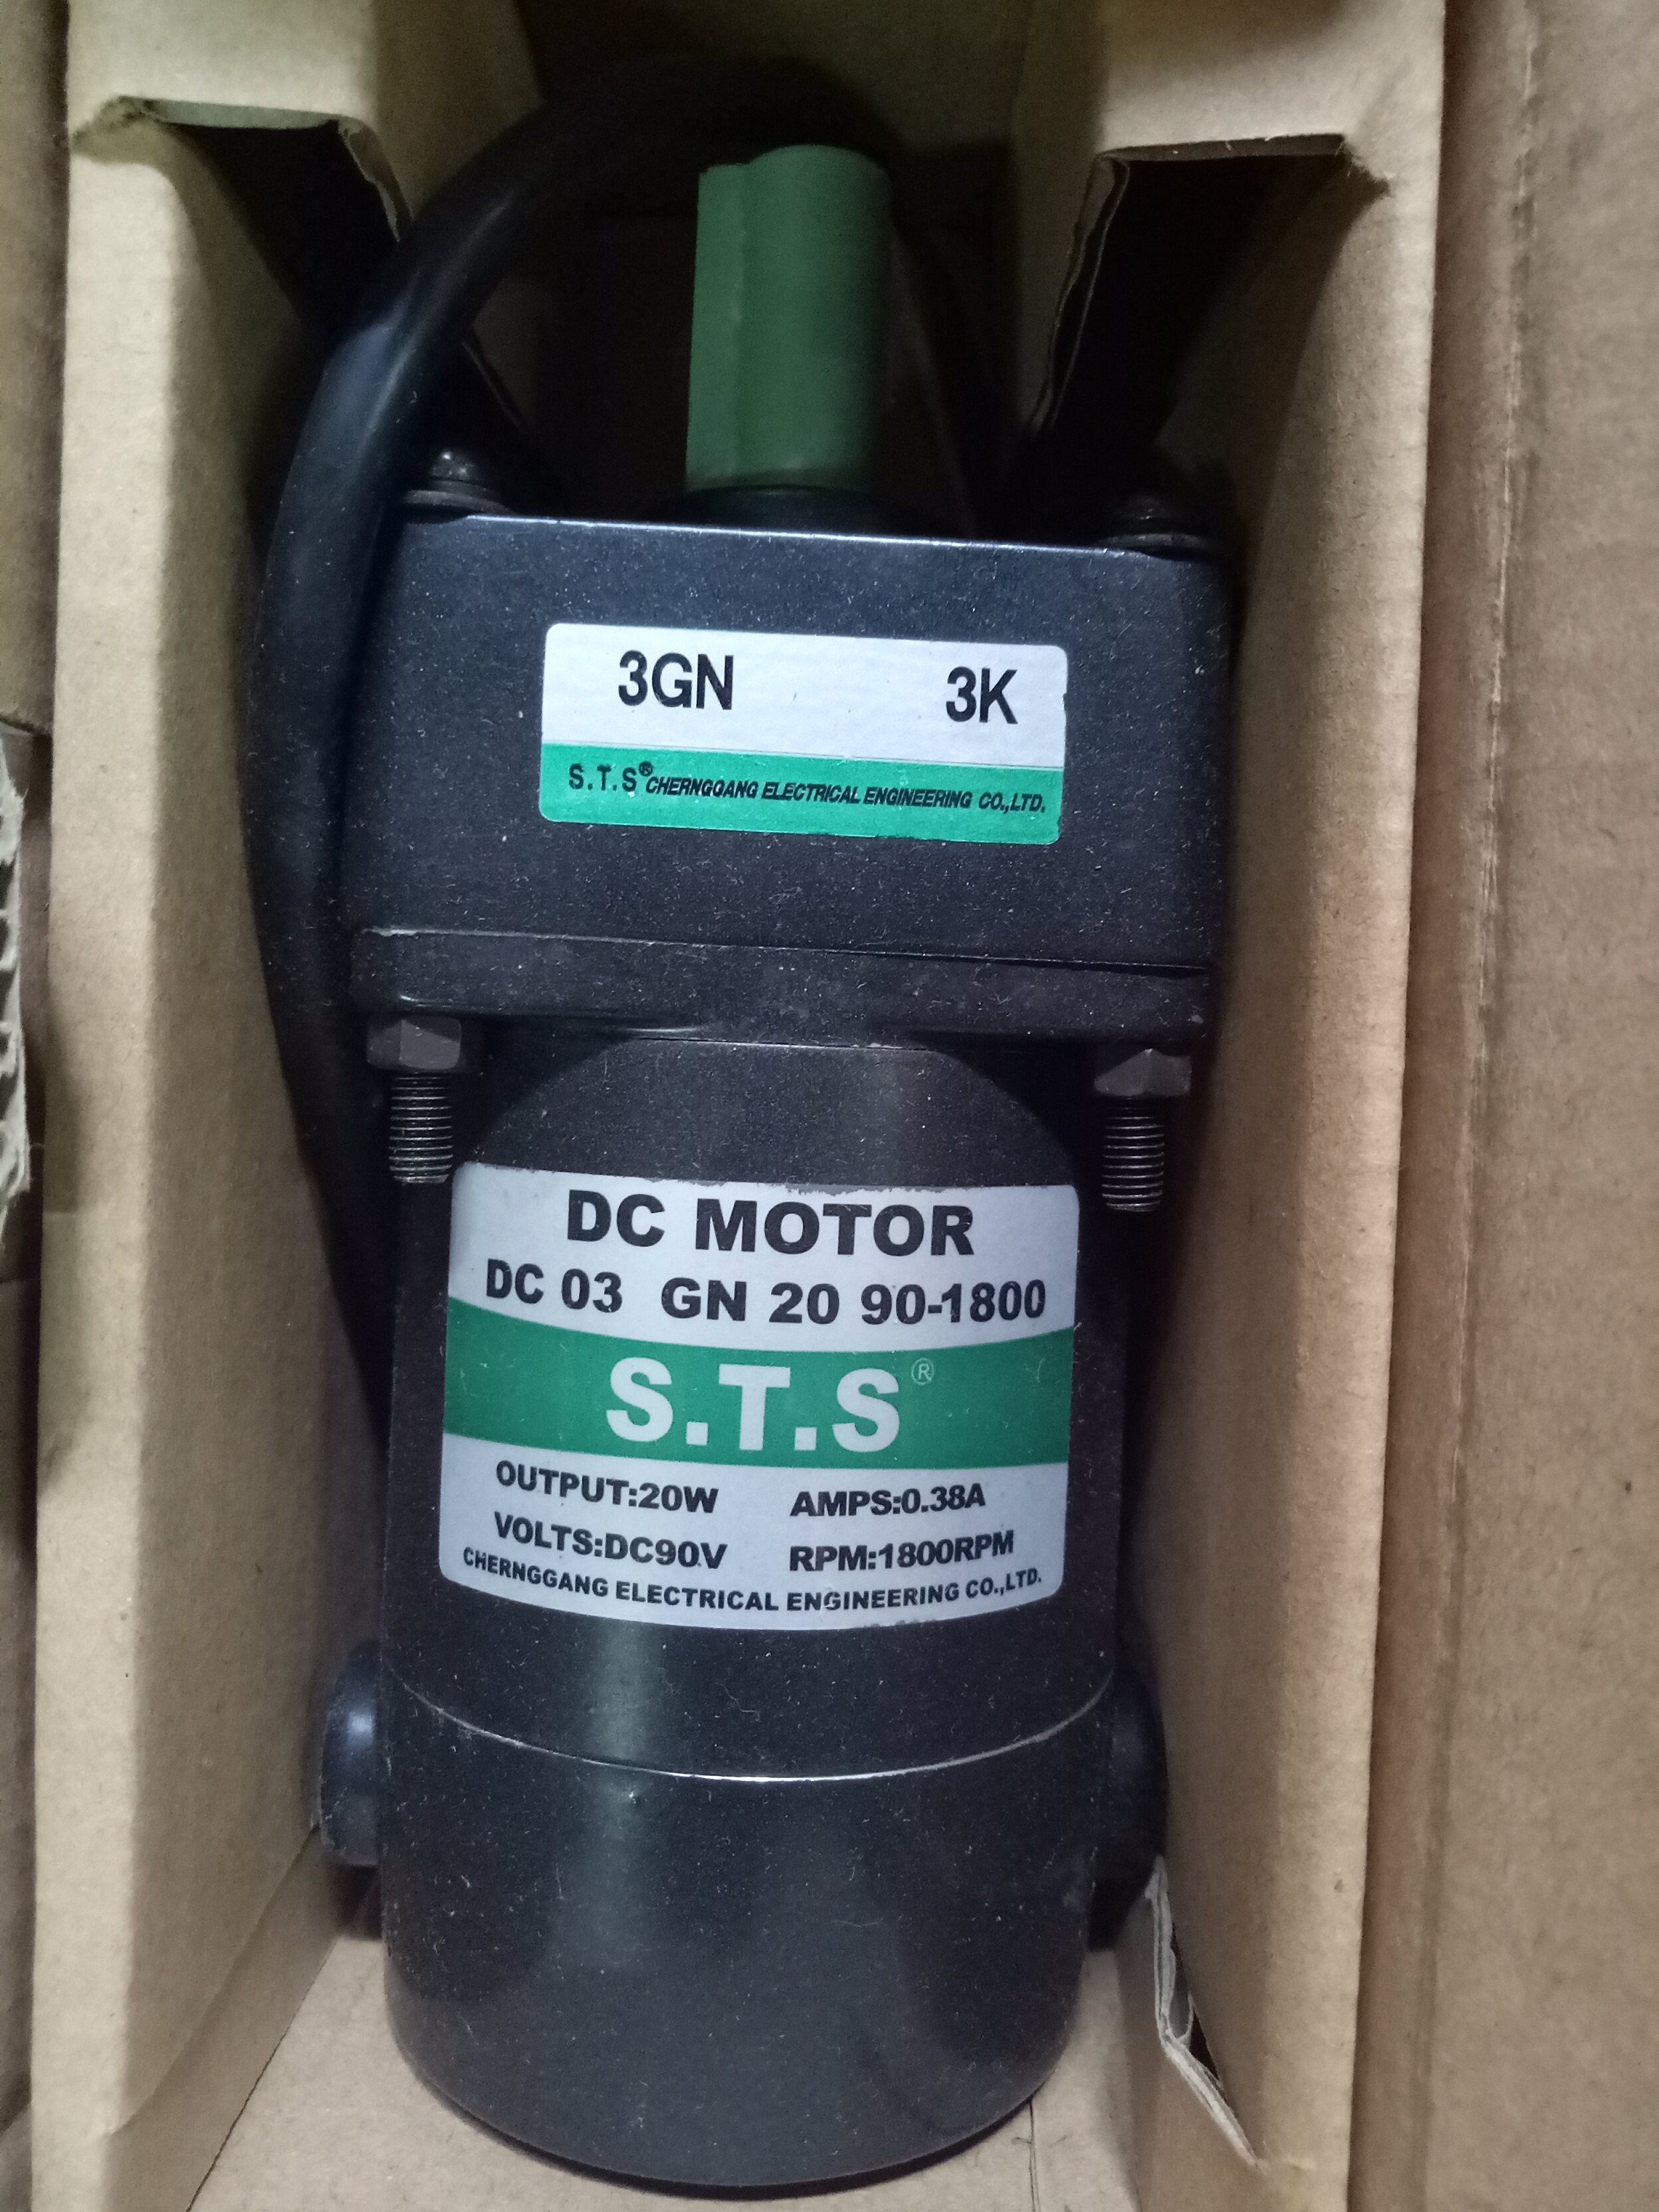 3GN 3K
S.T.S® CHERNGGANG ELECTRICAL ENGINEERING CO.,LTD.
DC MOTOR
DC 03 GN 20 90-1800
S.T.S®
OUTPUT:20W AMPS:0.38A
VOLTS:DC90V RPM:1800RPM
CHERNGGANG ELECTRICAL ENGINEERING CO.,LTD.